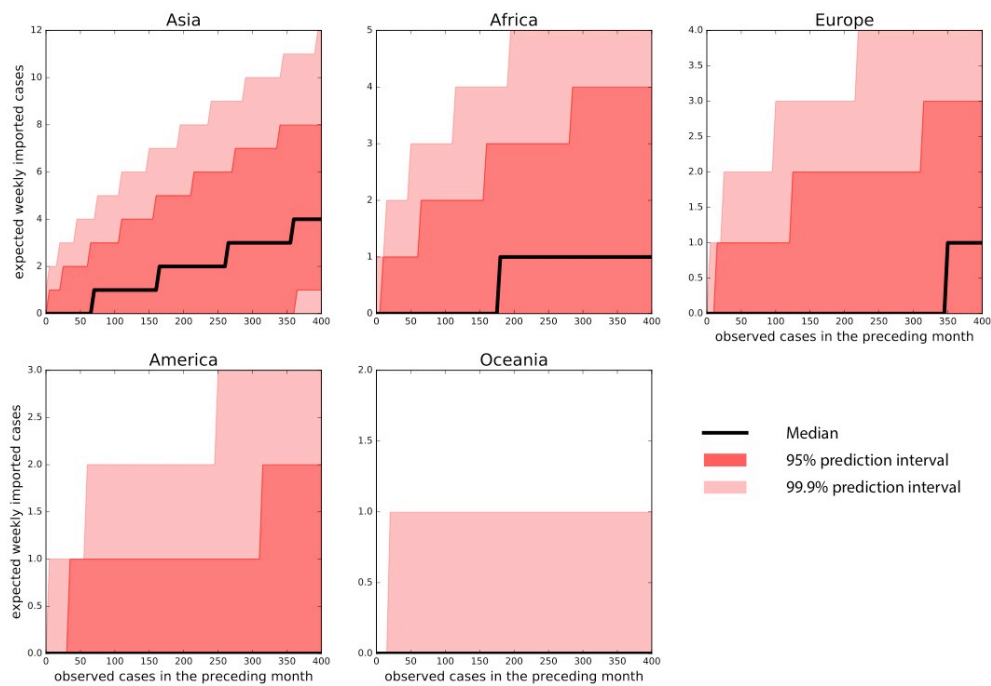 Asia
Africa
Europe
12
10
8
6
4
2
0
expected weekly imported cases
0 50 100 150 200 250 300 350 400
5
4
3
2
1
0
0 50 100 150 200 250 300 350 400
4.0
3.5
3.0
2.5
2.0
1.5
1.0
0.5
0.0
0 50 100 150 200 250 300 350 400
observed cases in the preceding month
America
Oceania
3.0
2.5
2.0
1.5
1.0
0.5
0.0
expected weekly imported cases
0 50 100 150 200 250 300 350 400
observed cases in the preceding month
2.0
1.5
1.0
0.5
0.0
0 50 100 150 200 250 300 350 400
observed cases in the preceding month
Median
95% prediction interval
99.9% prediction interval